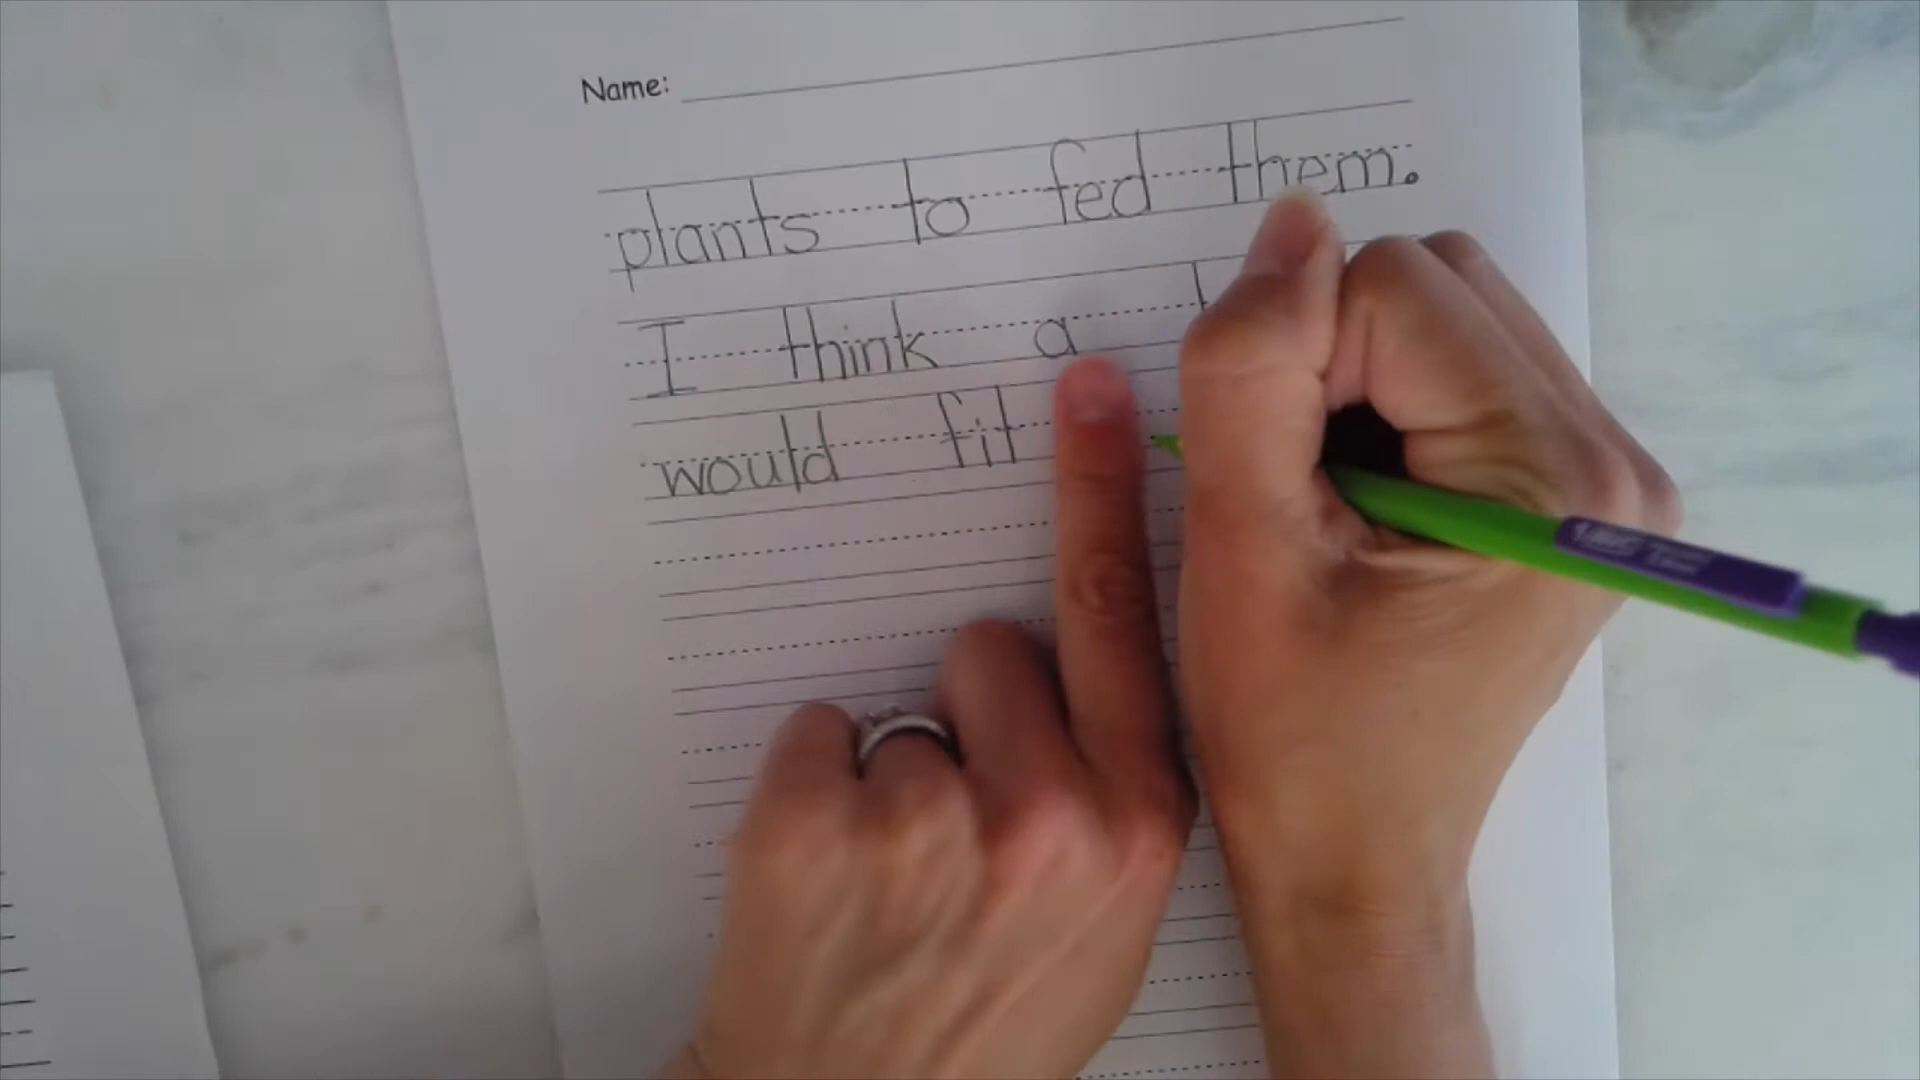 Name:
plants to fed them.
I think a
would fit